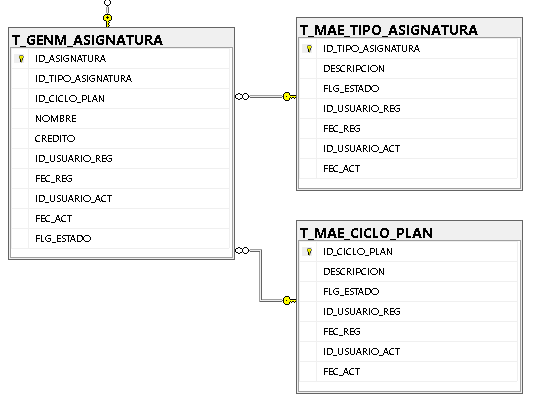 T_GENM_ASIGNATURA
ID_ASIGNATURA
ID_TIPO_ASIGNATURA
ID_CICLO_PLAN
NOMBRE
CREDITO
ID_USUARIO_REG
FEC_REG
ID_USUARIO_ACT
FEC_ACT
FLG_ESTADO
T_MAE_TIPO_ASIGNATURA
ID_TIPO_ASIGNATURA
DESCRIPCION
FLG_ESTADO
ID_USUARIO_REG
FEC_REG
ID_USUARIO_ACT
FEC_ACT
T_MAE_CICLO_PLAN
ID_CICLO_PLAN
DESCRIPCION
FLG_ESTADO
ID_USUARIO_REG
FEC_REG
ID_USUARIO_ACT
FEC_ACT